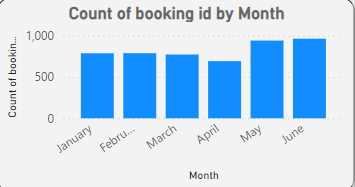 Count of booking id by Month
Count of bookin...
1,000
500
0
January
Febru...
March
April
May
June
Month